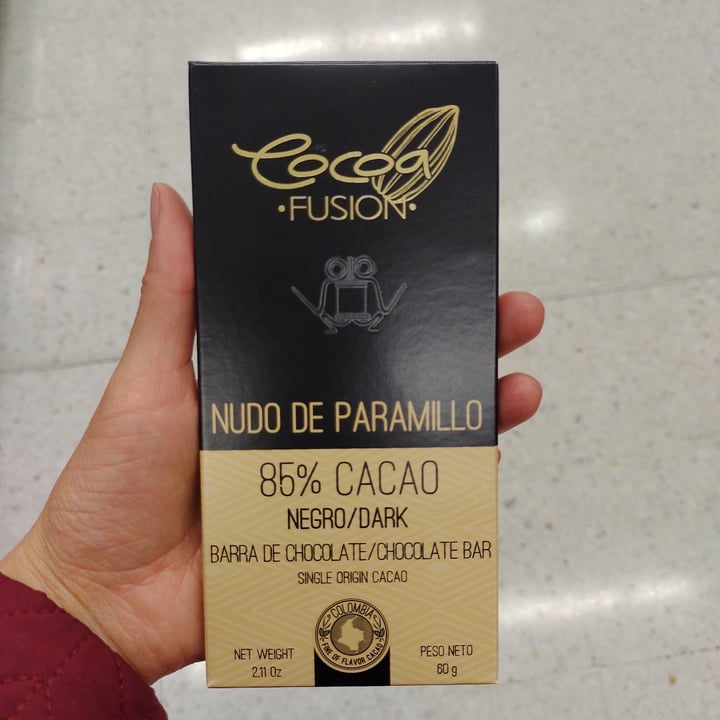 Cocoa
•FUSION•
NUDO DE PARAMILLO
85% CACAO
NEGRO/DARK
BARRA DE CHOCOLATE/CHOCOLATE BAR
SINGLE ORIGIN CACAO
COLOMBIA
FINE OF FLAVOR CACAO
NET WEIGHT
2,11 Oz
PESO NETO
60 g